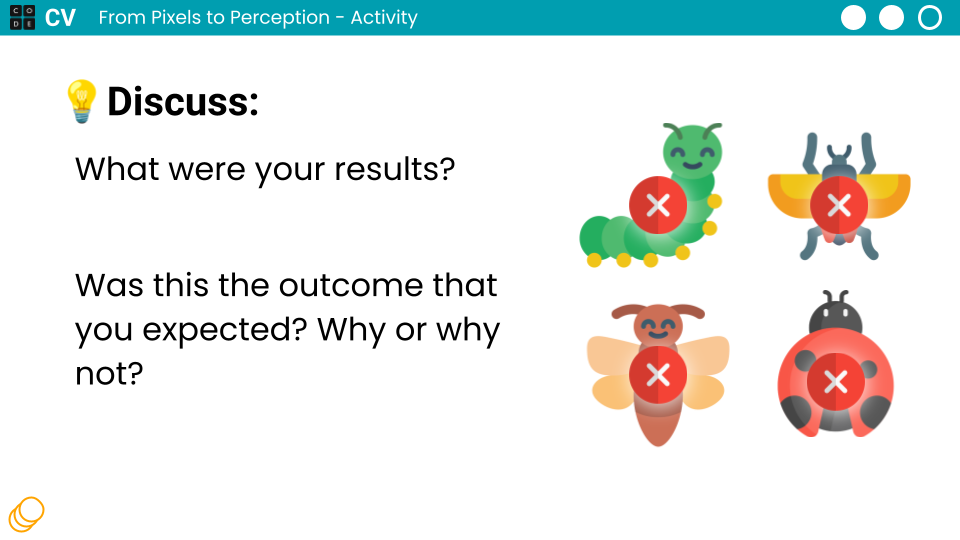 CODE CV From Pixels to Perception - Activity
Discuss:
What were your results?
Was this the outcome that
you expected? Why or why
not?